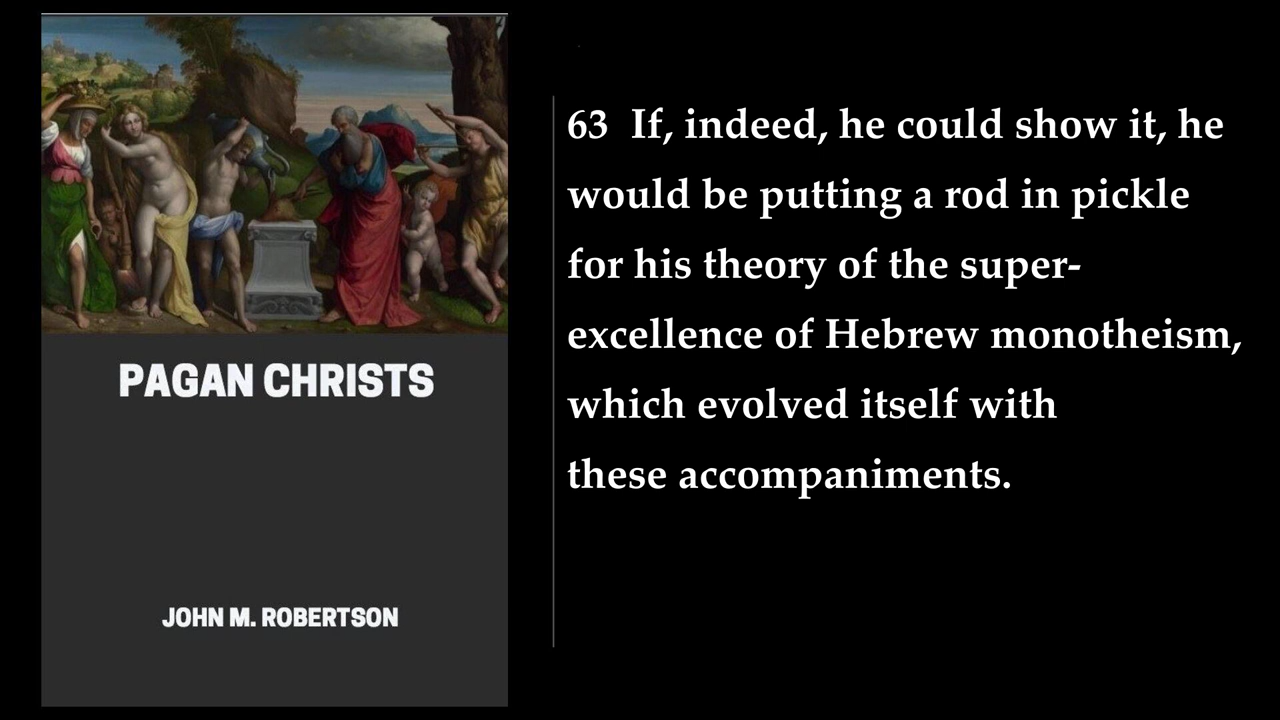 PAGAN CHRISTS
JOHN M. ROBERTSON
63 If, indeed, he could show it, he
would be putting a rod in pickle
for his theory of the super-
excellence of Hebrew monotheism,
which evolved itself with
these accompaniments.